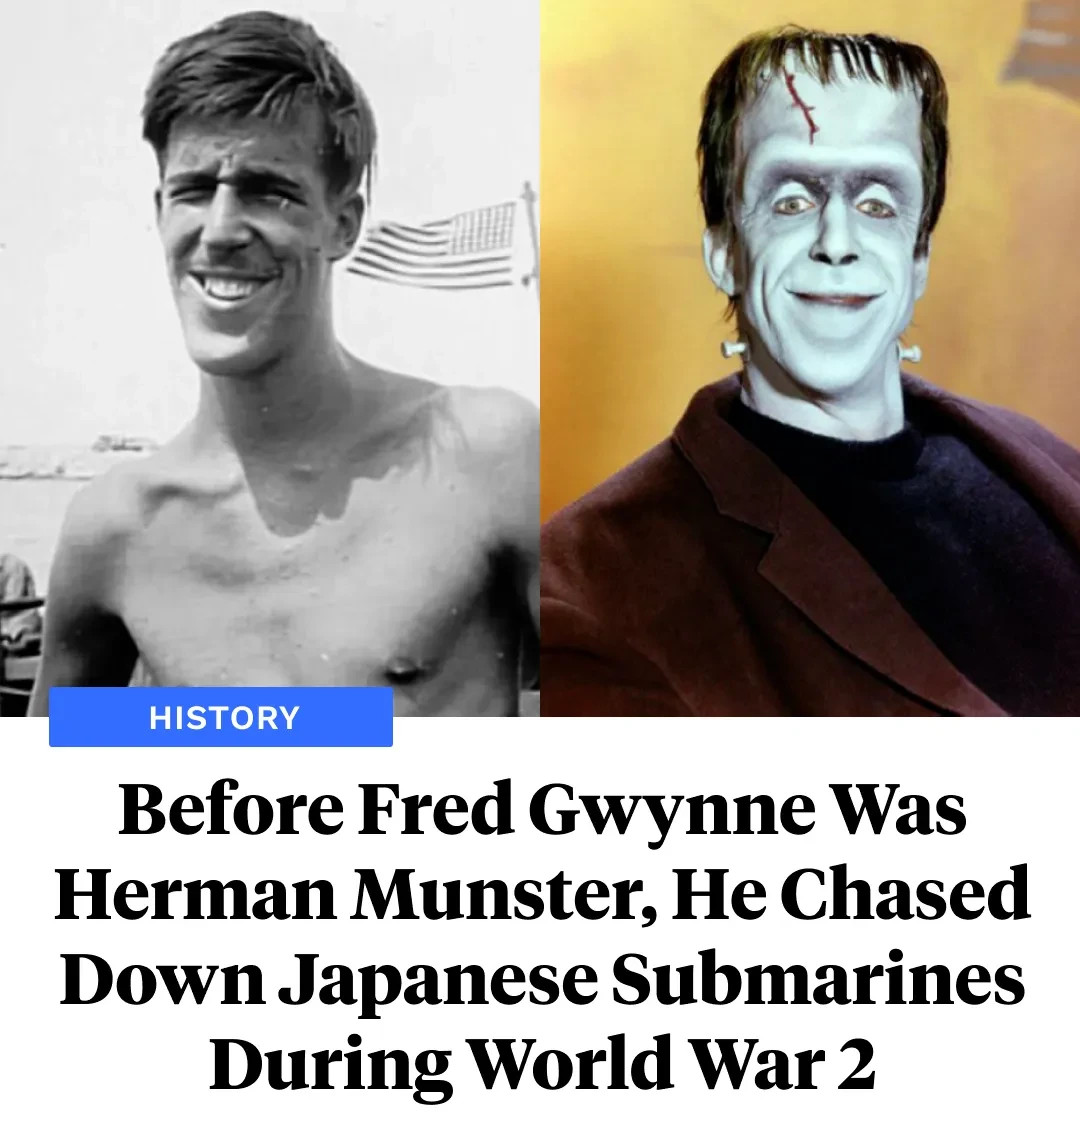 HISTORY
Before Fred Gwynne Was
Herman Munster, He Chased
Down Japanese Submarines
During World War 2